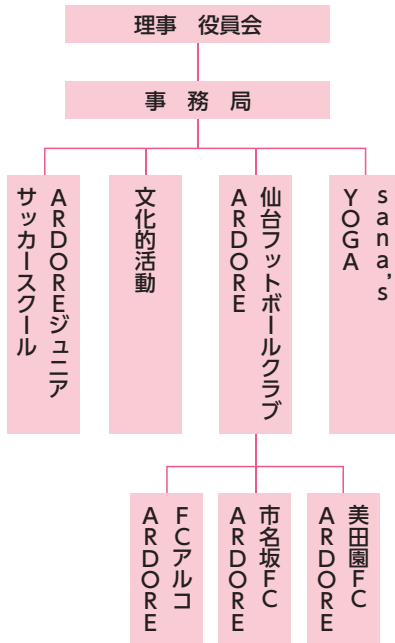 理事　役員会
事　務　局
ARDOREジュニア
サッカースクール
文化的活動
仙台フットボールクラブ
ARDORE
sana's
YOGA
FCアルコ
ARDORE
市名坂FC
ARDORE
美田園FC
ARDORE